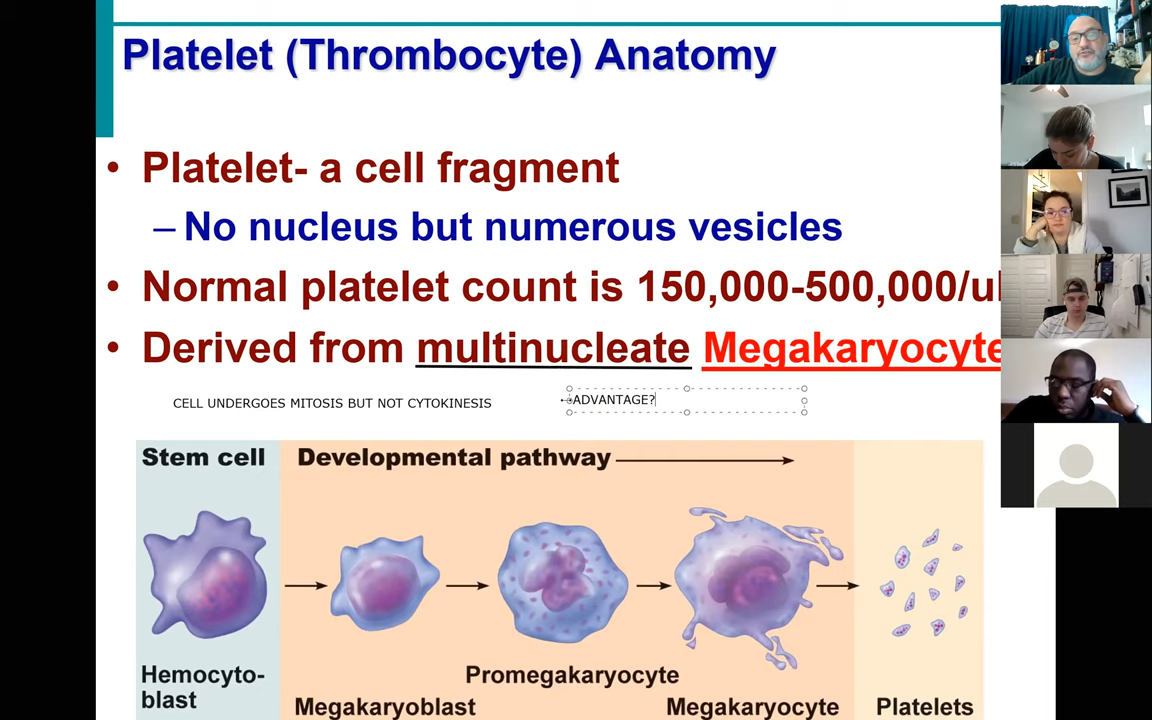 Platelet (Thrombocyte) Anatomy
• Platelet- a cell fragment
– No nucleus but numerous vesicles
• Normal platelet count is 150,000-500,000/ul
• Derived from multinucleate Megakaryocyte
CELL UNDERGOES MITOSIS BUT NOT CYTOKINESIS
ADVANTAGE?
Stem cell
Developmental pathway
Hemocyto-
blast
Megakaryoblast
Promegakaryocyte
Megakaryocyte
Platelets